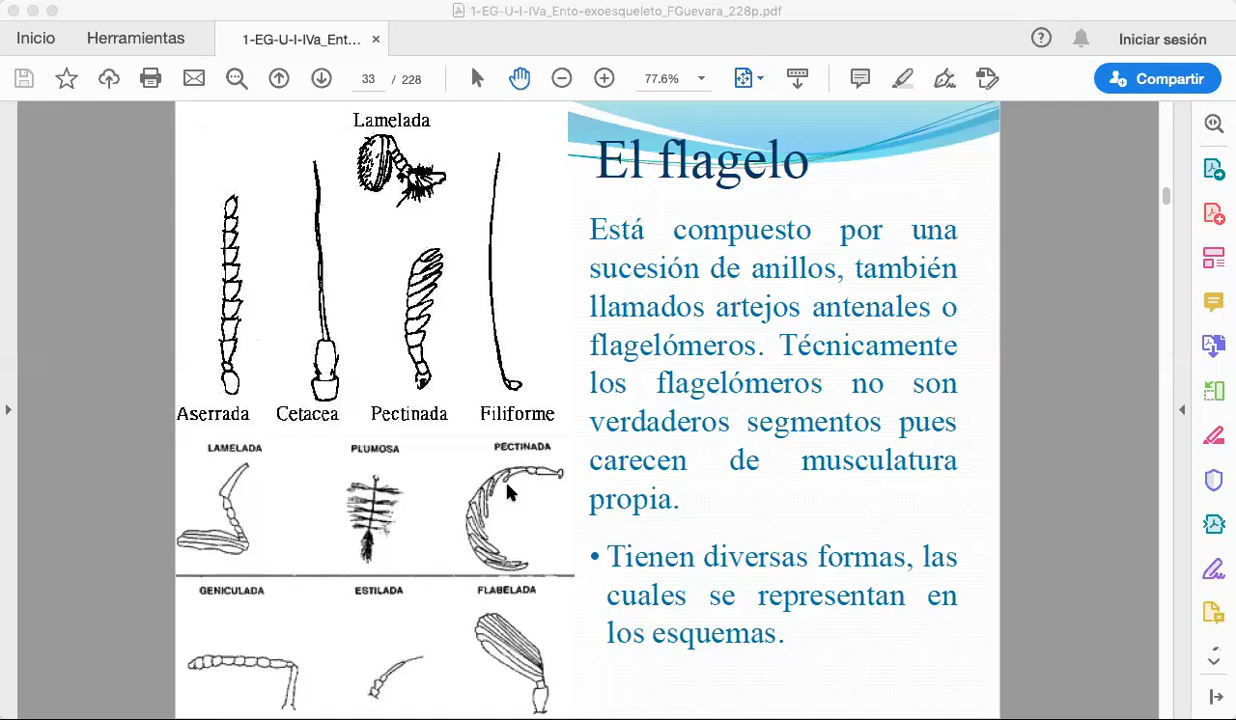 1-EG-U-I-IVa_Ento-exoesqueleto_FGuevara_228p.pdf
Inicio
Herramientas
1-EG-U-I-IVa_Ent...
Iniciar sesión
33 / 228
77.6%
Compartir
Lamelada
Aserrada
Cetacea
Pectinada
Filiforme
LAMELADA
PLUMOSA
PECTINADA
GENICULADA
ESTILADA
FLABELADA
El flagelo
Está compuesto por una
sucesión de anillos, también
llamados artejos antenales o
flagelómeros. Técnicamente
los flagelómeros no son
verdaderos segmentos pues
carecen de musculatura
propia.
• Tienen diversas formas, las
cuales se representan en
los esquemas.